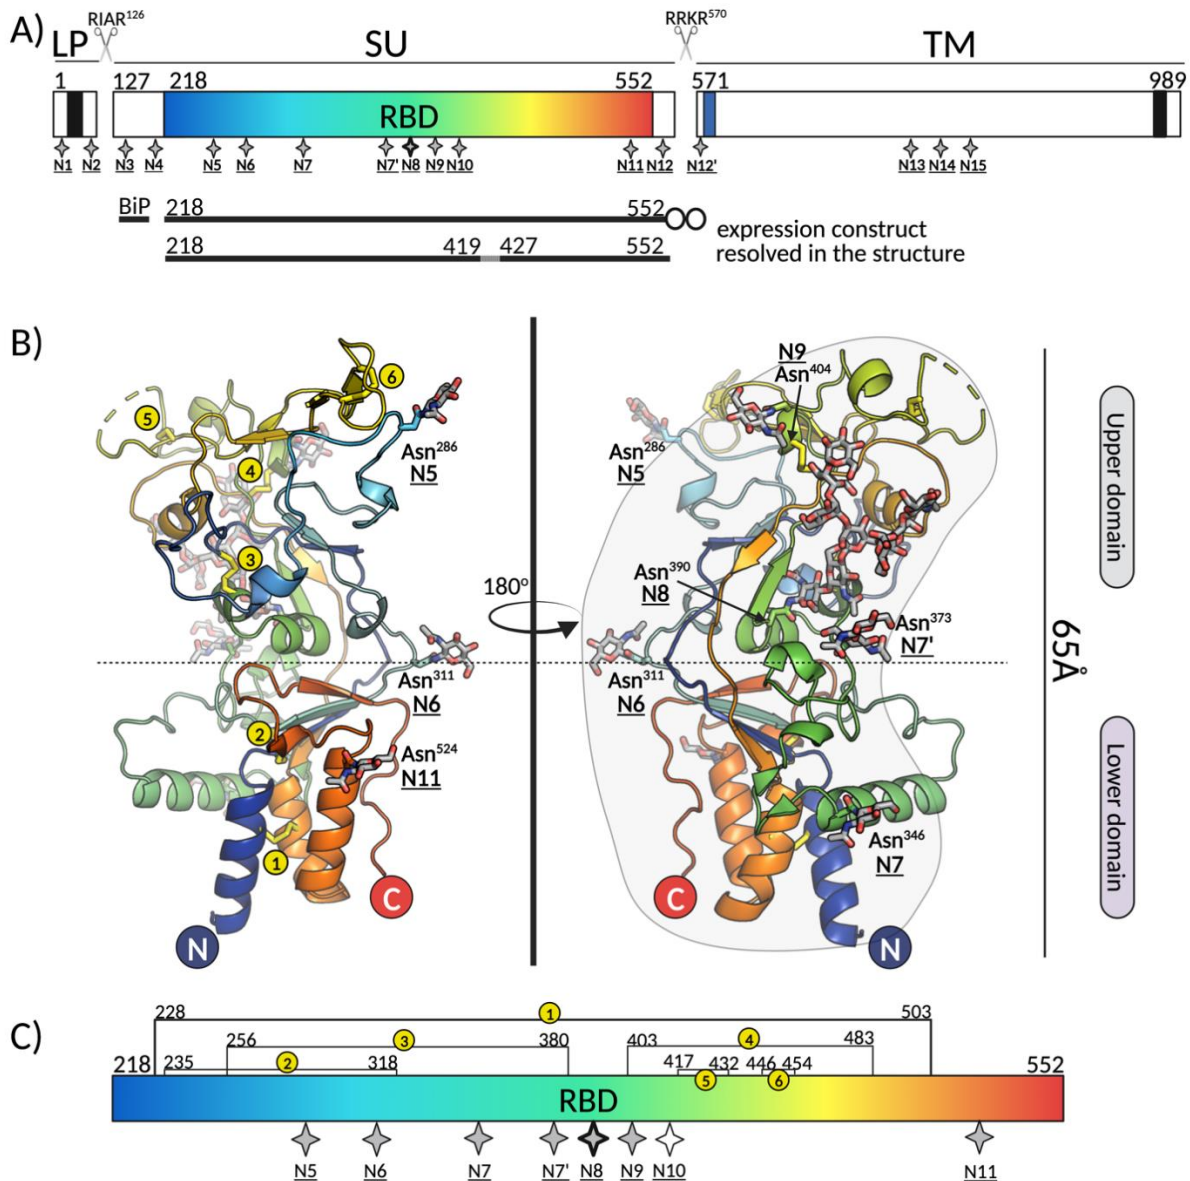 A)
RIAR126
RRKR570
LP
SU
TM
1
127
218
552
571
989
RBD
N1 N2 N3 N4 N5 N6 N7 N7' N8 N9 N10 N11 N12 N12' N13 N14 N15
BiP
218
552
expression construct
218
419
427
552
resolved in the structure
B)
6
5
Asn286
N5
4
3
Asn311
N6
2
Asn524
N11
1
C
N
180o
N9
Asn404
Asn286
N5
Asn390
N8
Asn373
N7'
Asn311
N6
Asn346
N7
C
N
65Å
Upper domain
Lower domain
C)
228
1
503
256
3
380
403
4
483
218
235
2
318
417
432
446
454
552
5
6
RBD
N5 N6 N7 N7' N8 N9 N10 N11